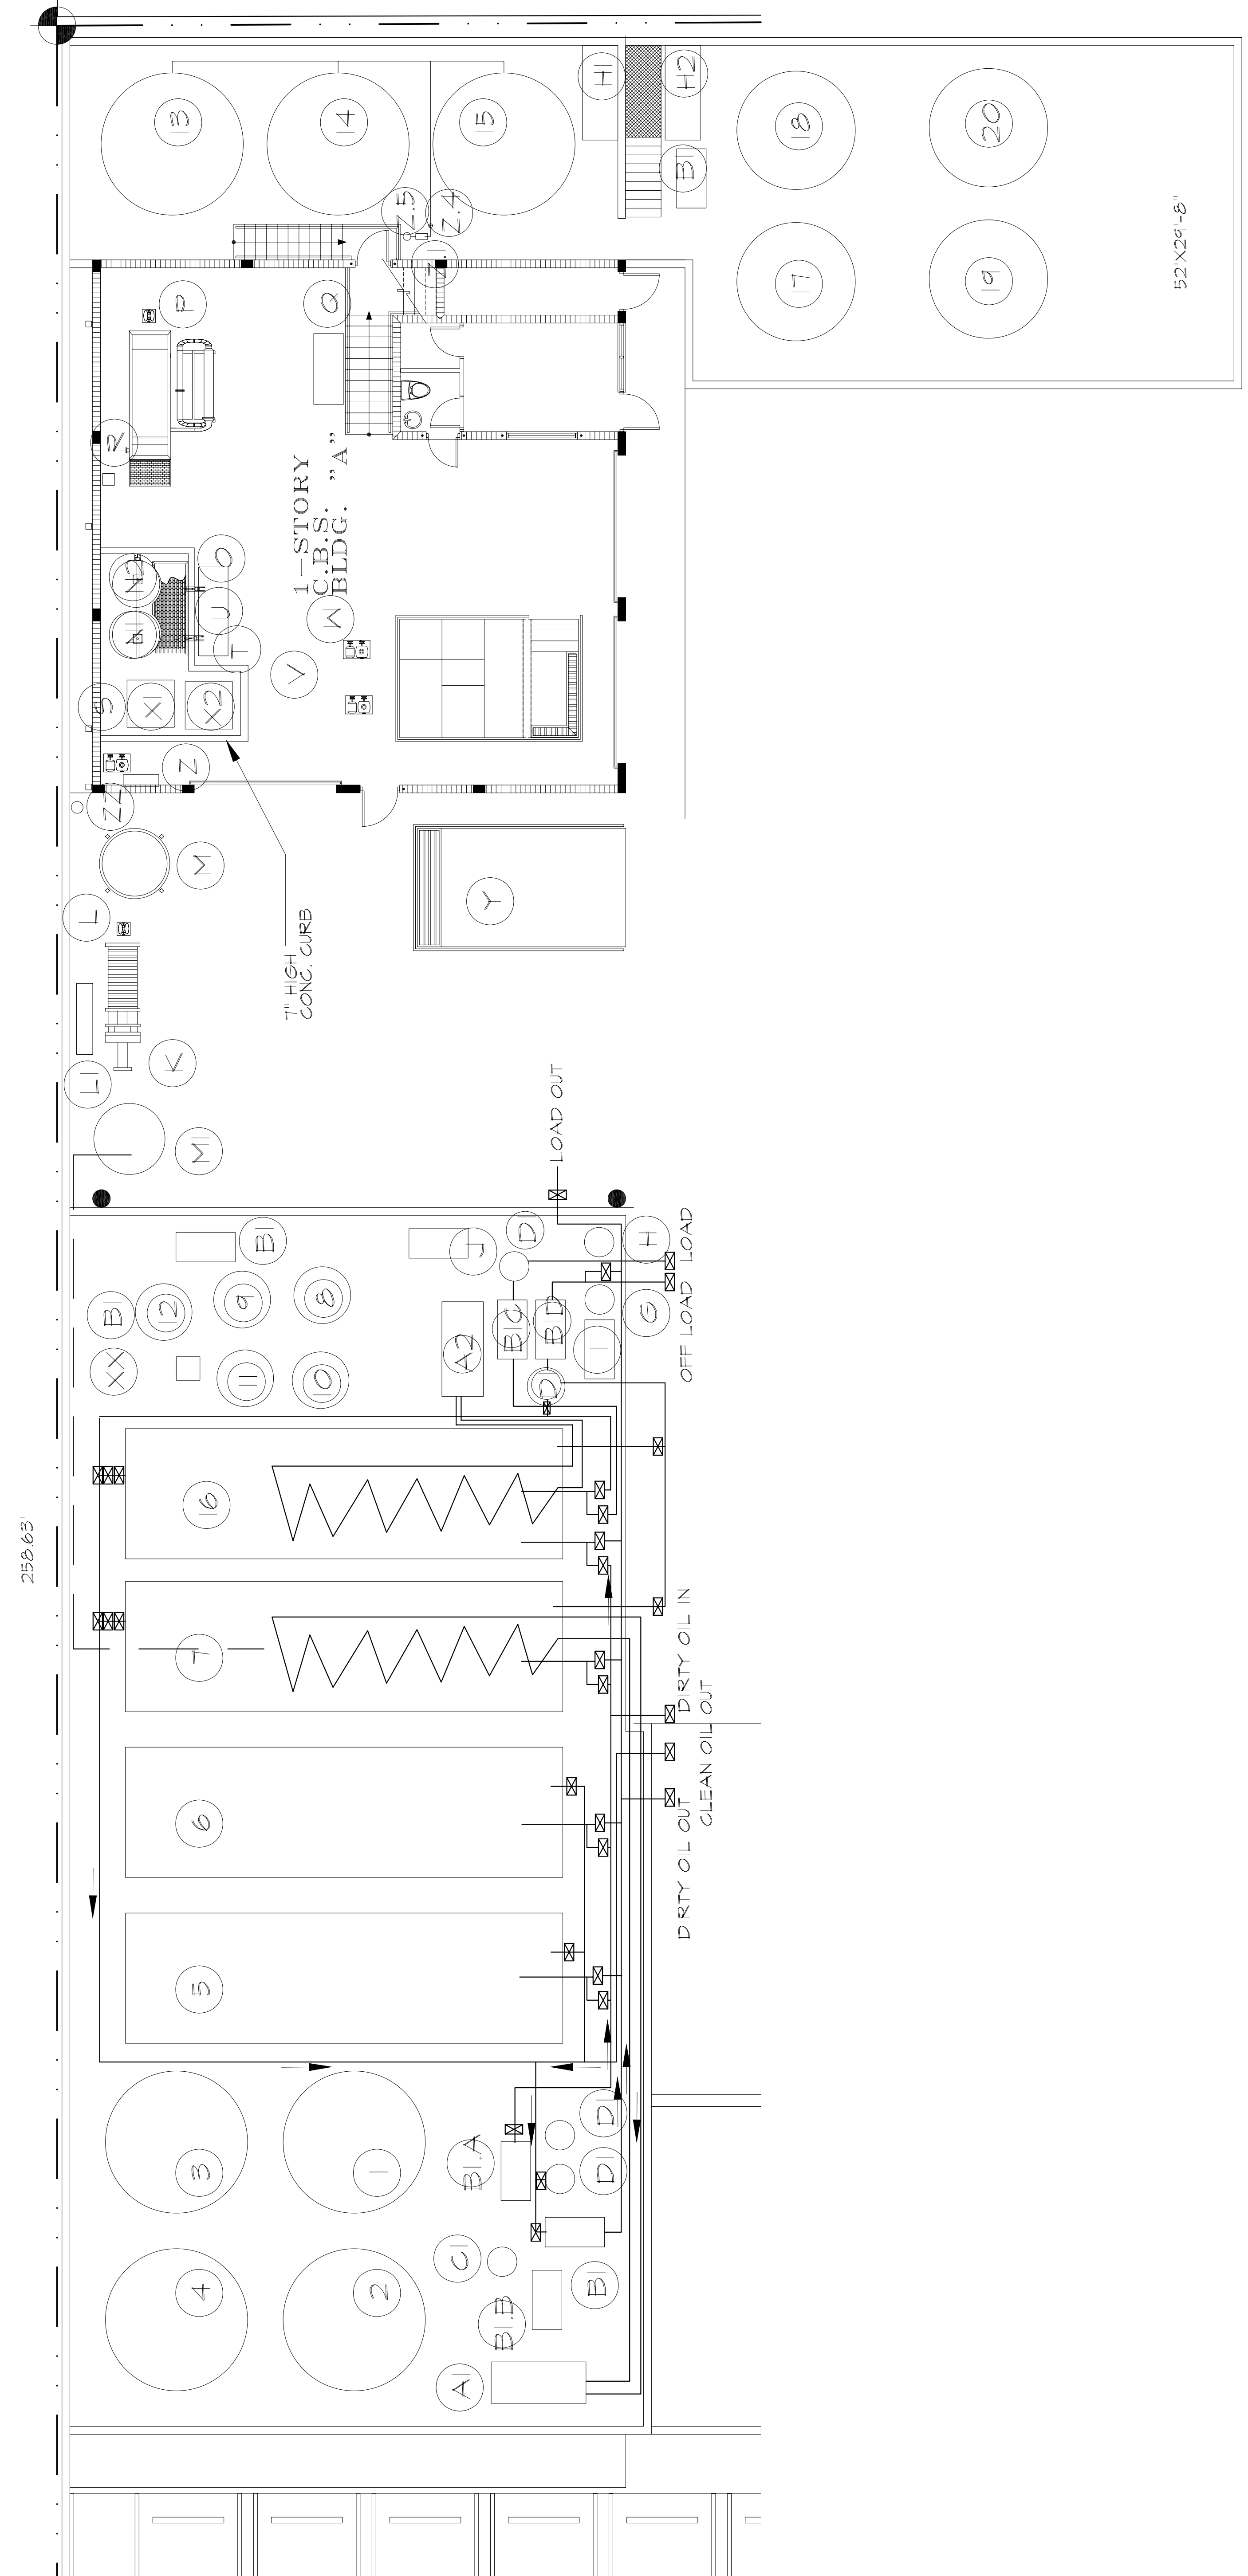 13
14
15
H1
H2
B1
18
20
17
19
52'X29'-8"
Z.5
Z.4
P
Q
R
1-STORY
C.B.S. "A"
BLDG.
O
N2
U
T
W
V
S
X1
X2
Z
ZZ
M
L
Y
7" HIGH
CONC. CURB
K
L1
M1
LOAD OUT
B1
J
D1
H
LOAD
OFF LOAD
B1
12
9
8
XX
11
10
A2
B1C
B1D
I
G
D1
16
258.63'
7
DIRTY OIL IN
CLEAN OIL OUT
DIRTY OIL OUT
6
5
3
1
B1.A
D1
D1
C1
4
2
B1
B1.B
A1